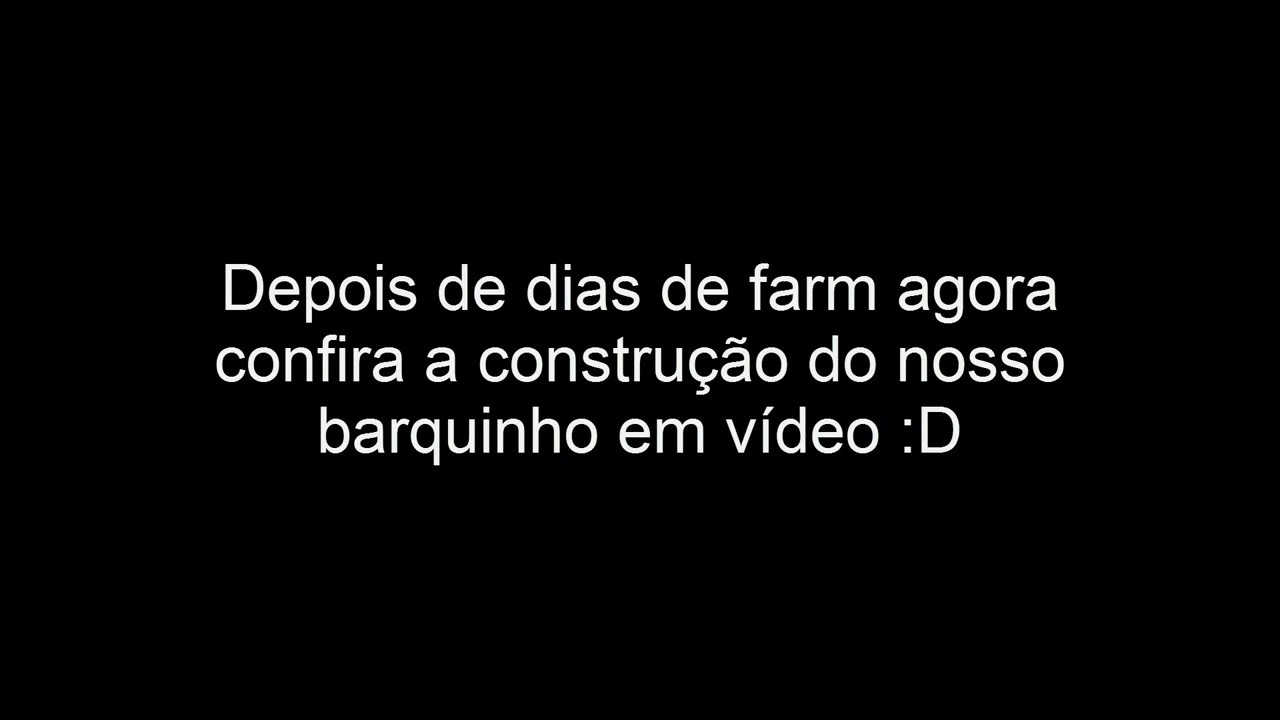 Depois de dias de farm agora
confira a construção do nosso
barquinho em vídeo :D